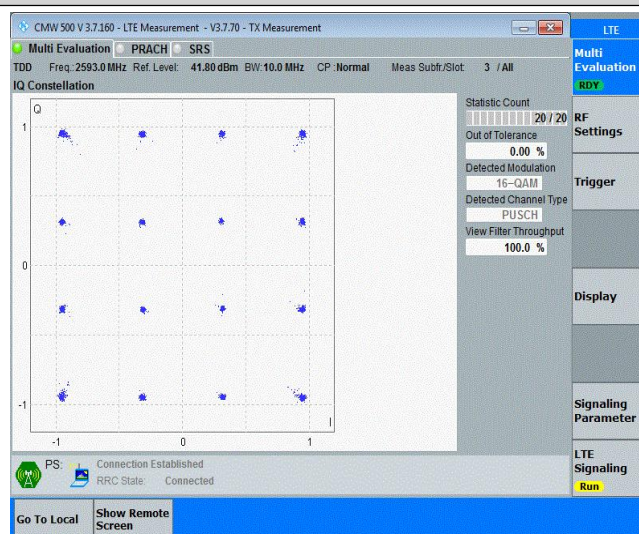 CMW 500 V 3.7.160 - LTE Measurement - V3.7.70 - TX Measurement
LTE
Multi Evaluation PRACH SRS
Multi
Evaluation
RDY
TDD Freq.: 2593.0 MHz Ref. Level: 41.80 dBm BW: 10.0 MHz CP : Normal Meas Subfr./Slot: 3 / All
IQ Constellation
Q
1
0
-1
-1 0 1
I
Statistic Count
20 / 20
Out of Tolerance
0.00 %
Detected Modulation
16-QAM
Detected Channel Type
PUSCH
View Filter Throughput
100.0 %
RF
Settings
Trigger
Display
Signaling
Parameter
LTE
Signaling
Run
PS: Connection Established
RRC State: Connected
Go To Local
Show Remote
Screen